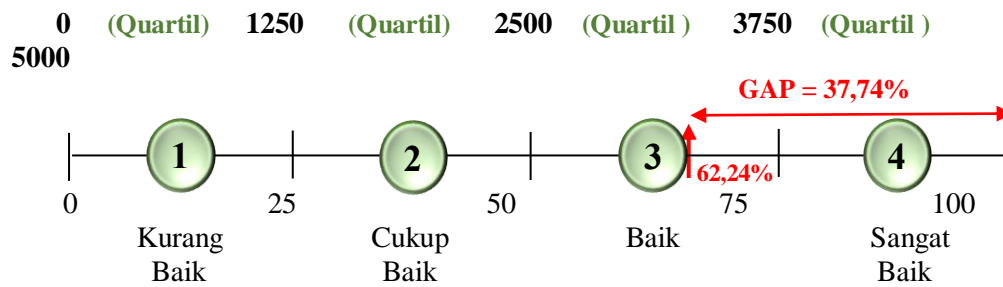 0 (Quartil) 1250 (Quartil) 2500 (Quartil ) 3750 (Quartil )
5000
GAP = 37,74%
1 2 3 4
62,24%
0 25 50 75 100
Kurang Cukup Baik Sangat
Baik Baik Baik